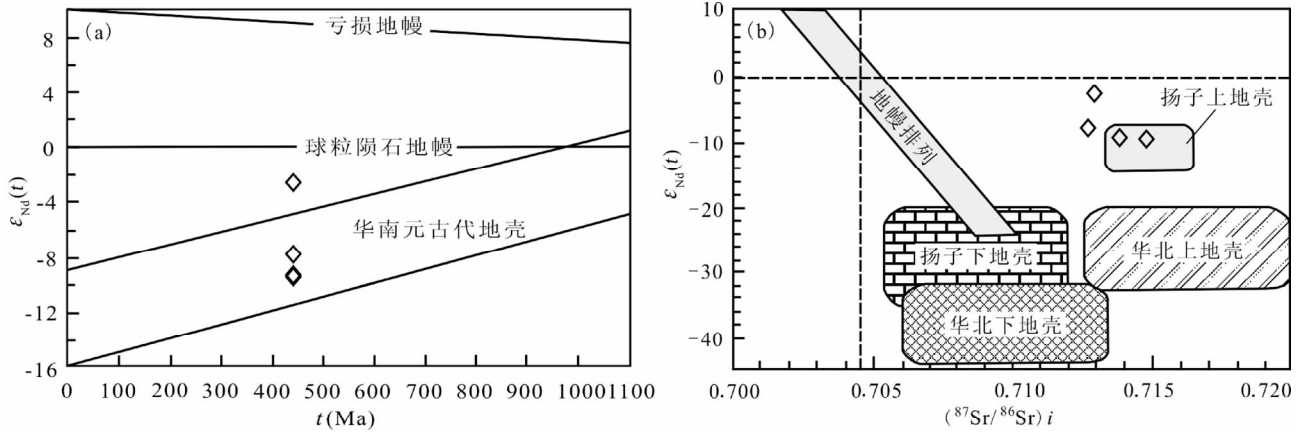 (a)
亏损地幔
球粒陨石地幔
华南元古代地壳
8
4
0
-4
-8
-12
-16
εNd(t)
0 100 200 300 400 500 600 700 800 900 1000 1100
t(Ma)
(b)
地幔排列
扬子上地壳
扬子下地壳
华北上地壳
华北下地壳
10
0
-10
-20
-30
-40
εNd(t)
0.700 0.705 0.710 0.715 0.720
(⁸⁷Sr/⁸⁶Sr)i